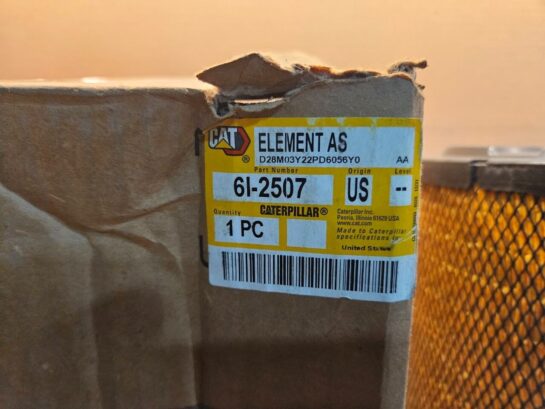 CAT
®
ELEMENT AS
D28M03Y22PD6056Y0 AA
Part Number Origin Level
6I-2507 US --
Quantity CATERPILLAR®
1 PC
Caterpillar Inc.
Peoria, Illinois 61629 USA
www.cat.com
Made to Caterpillar
specifications in
United States